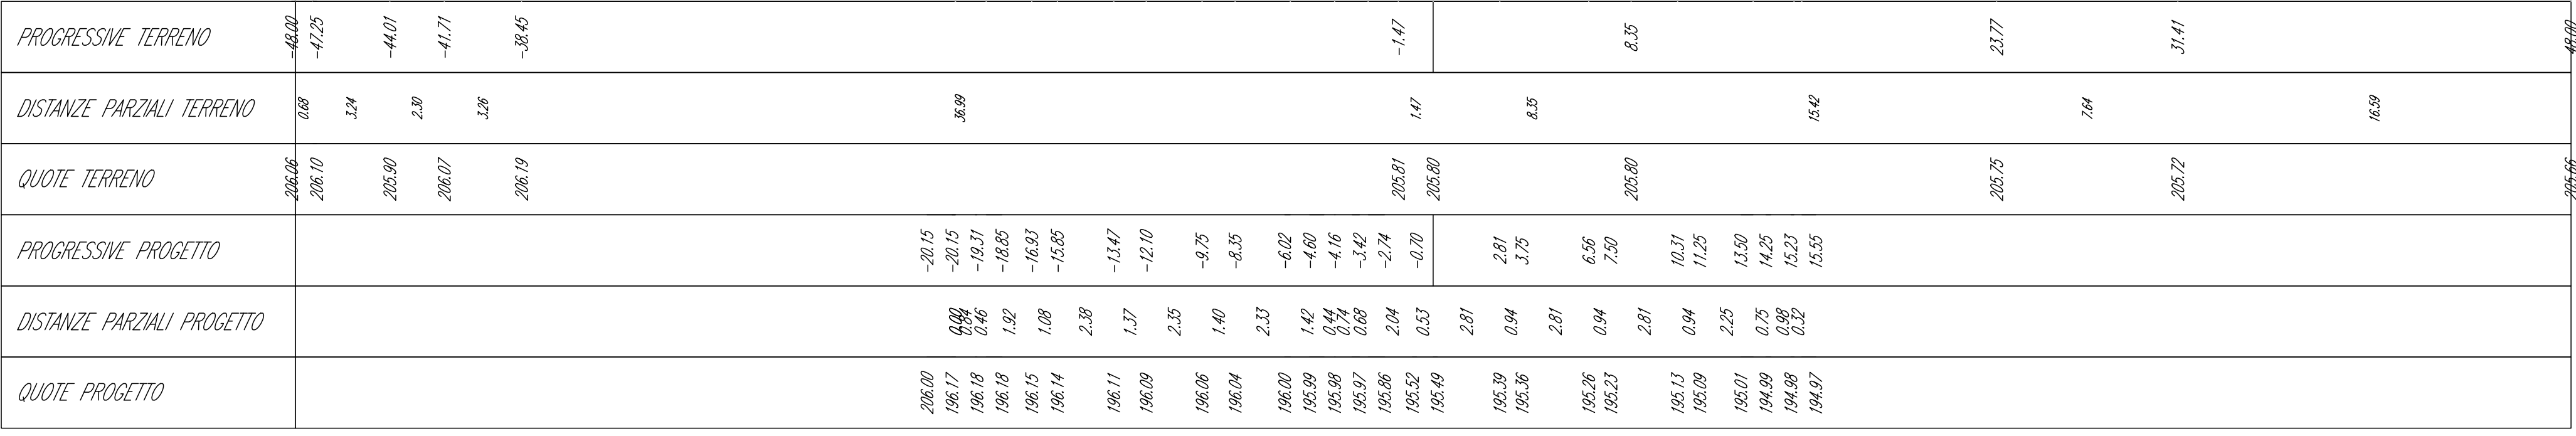 PROGRESSIVE TERRENO -48.00 -47.25 -44.01 -41.71 -38.45 -1.47 8.35 23.77 31.41 48.00
DISTANZE PARZIALI TERRENO 0.68 3.24 2.30 3.26 36.99 1.47 8.35 15.42 7.64 16.59
QUOTE TERRENO 206.06 206.10 205.90 206.07 206.19 205.81 205.80 205.80 205.75 205.72 205.66
PROGRESSIVE PROGETTO -20.15 -20.15 -19.31 -18.85 -16.93 -15.85 -13.47 -12.10 -9.75 -8.35 -6.02 -4.60 -4.16 -3.42 -2.74 -0.70 2.81 3.75 6.56 7.50 10.31 11.25 13.50 14.25 15.23 15.55
DISTANZE PARZIALI PROGETTO 0.00 0.84 0.46 1.92 1.08 2.38 1.37 2.35 1.40 2.33 1.42 0.44 0.74 0.68 2.04 0.53 2.81 0.94 2.81 0.94 2.81 0.94 2.25 0.75 0.98 0.32
QUOTE PROGETTO 206.00 196.17 196.18 196.18 196.15 196.14 196.11 196.09 196.06 196.04 196.00 195.99 195.98 195.97 195.86 195.52 195.49 195.39 195.36 195.26 195.23 195.13 195.09 195.01 194.99 194.98 194.97